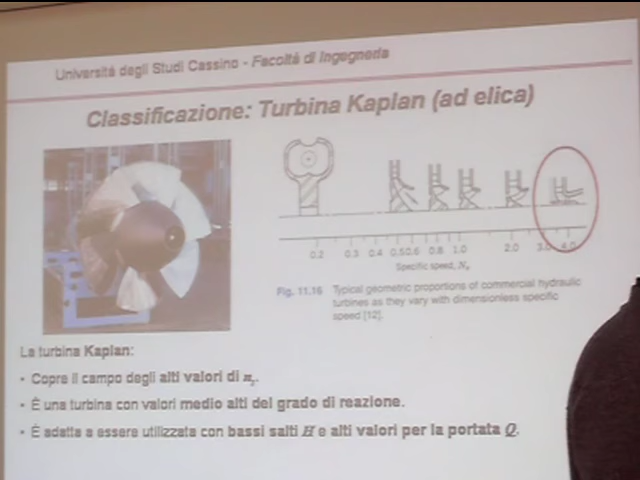 Università degli Studi Cassino - Facoltà di Ingegneria
Classificazione: Turbina Kaplan (ad elica)
0.2 0.3 0.4 0.5 0.6 0.8 1.0 2.0 3.0 4.0
Specific speed, Nₛ
Fig. 11.16 Typical geometric proportions of commercial hydraulic
turbines as they vary with dimensionless specific
speed [12].
La turbina Kaplan:
• Copre il campo degli alti valori di nₛ.
• È una turbina con valori medio alti del grado di reazione.
• È adatta a essere utilizzata con bassi salti H e alti valori per la portata Q.